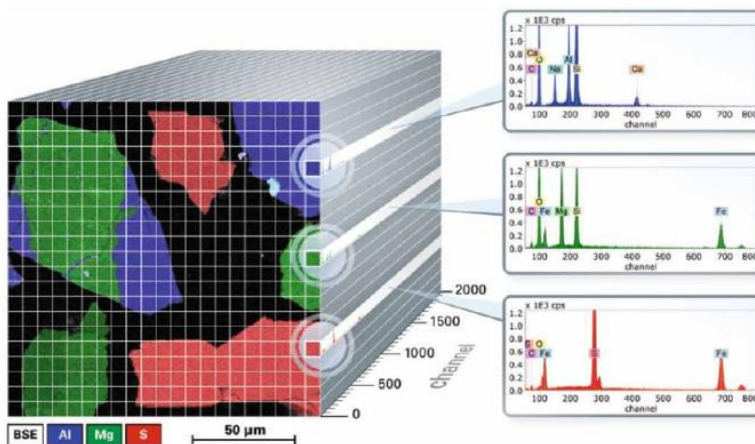 x 1E3 cps
1.2
1.0
0.8
0.6
0.4
0.2
0.0
Ca
C
O
Na
Al
Si
Ca
100 200 300 400 500 600 700 800
channel
x 1E3 cps
1.2
1.0
0.8
0.6
0.4
0.2
0.0
O
C
Fe
Mg
Si
Fe
100 200 300 400 500 600 700 800
channel
x 1E3 cps
1.2
1.0
0.8
0.6
0.4
0.2
0.0
S
O
C
Fe
S
Fe
100 200 300 400 500 600 700 800
channel
2000
1500
1000
500
0
Channel
BSE Al Mg S
50 µm